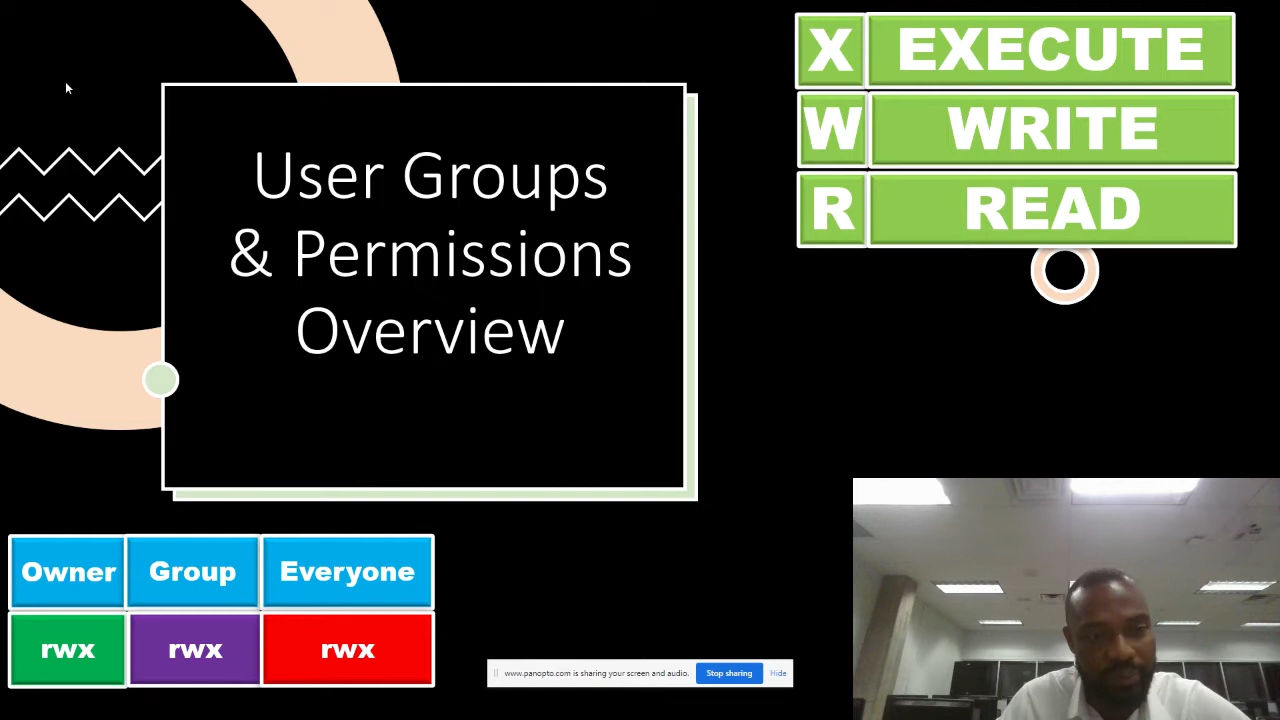 X EXECUTE
W WRITE
R READ
User Groups
& Permissions
Overview
Owner Group Everyone
rwx rwx rwx
www.panopto.com is sharing your screen and audio. Stop sharing Hide